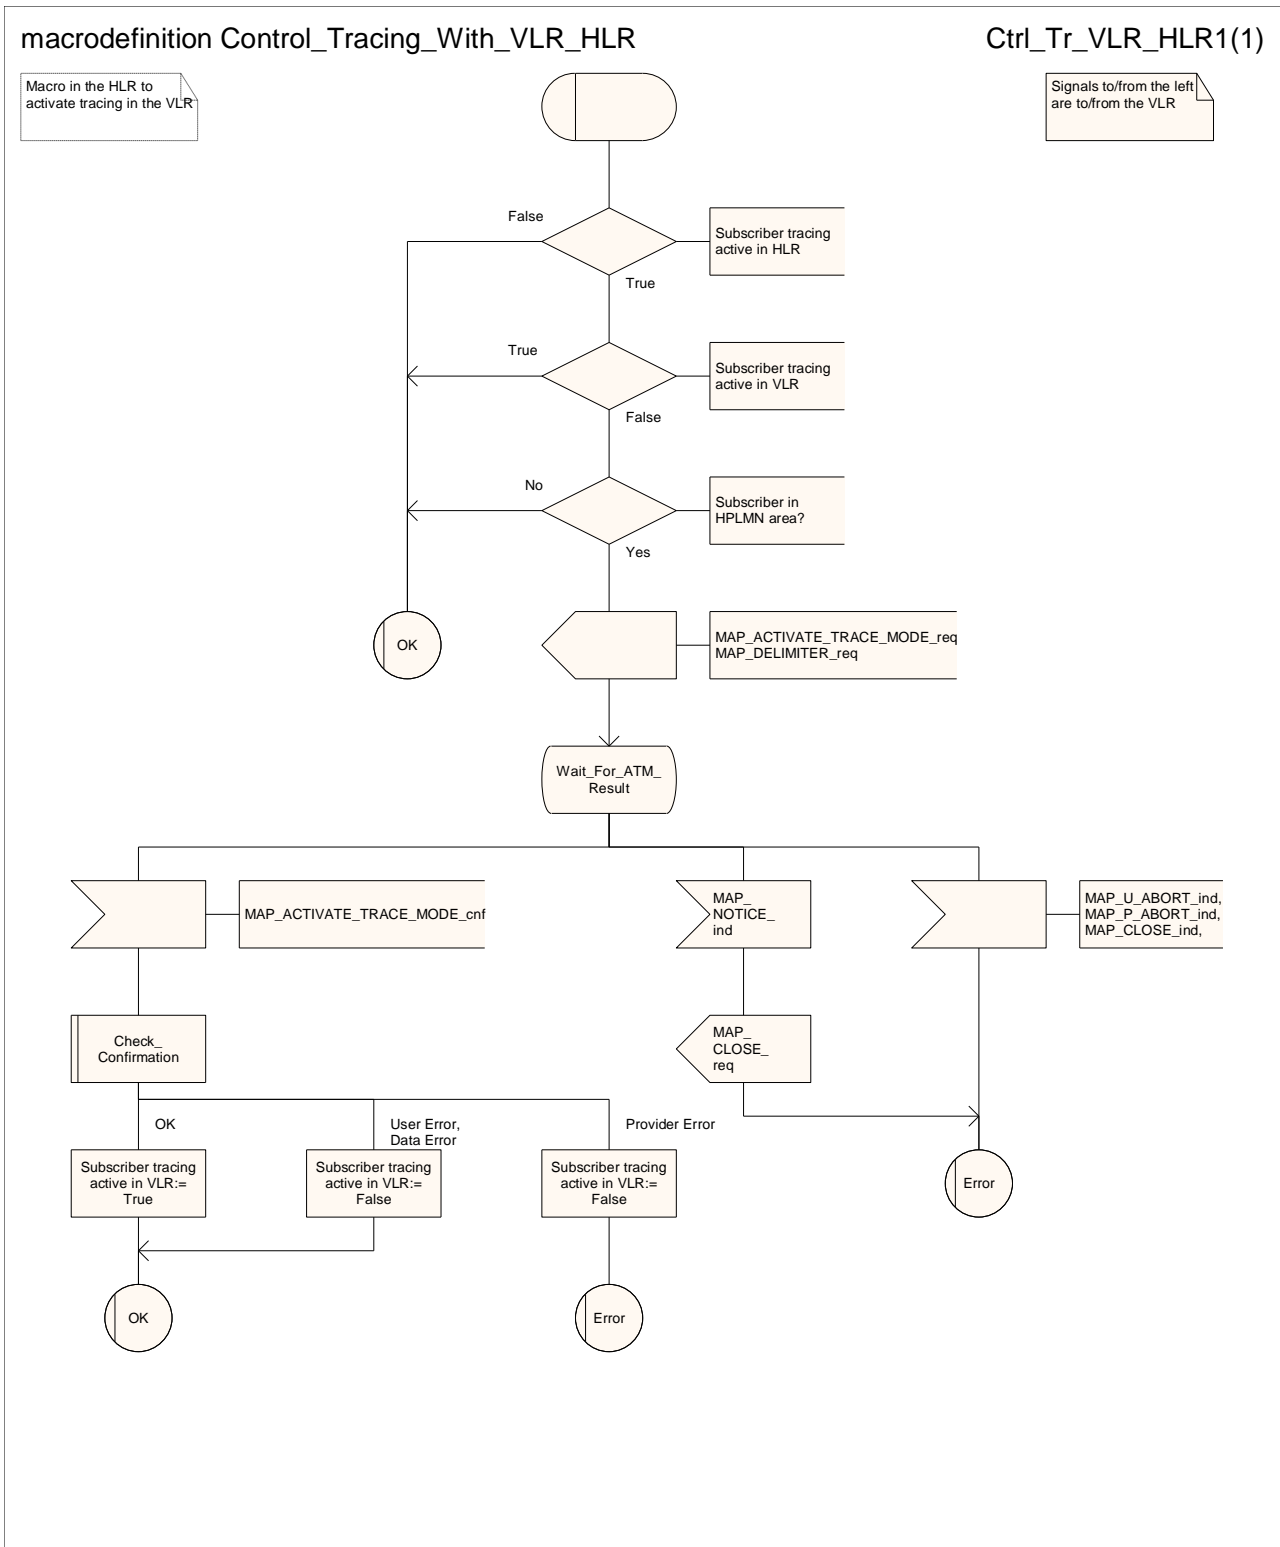 macrodefinition Control_Tracing_With_VLR_HLR
Ctrl_Tr_VLR_HLR1(1)
Macro in the HLR to
activate tracing in the VLR
Signals to/from the left
are to/from the VLR
False
Subscriber tracing
active in HLR
True
True
Subscriber tracing
active in VLR
False
No
Subscriber in
HPLMN area?
Yes
OK
MAP_ACTIVATE_TRACE_MODE_req
MAP_DELIMITER_req
Wait_For_ATM_
Result
MAP_ACTIVATE_TRACE_MODE_cnf
MAP_
NOTICE_
ind
MAP_U_ABORT_ind,
MAP_P_ABORT_ind,
MAP_CLOSE_ind,
Check_
Confirmation
MAP_
CLOSE_
req
OK
User Error,
Data Error
Provider Error
Subscriber tracing
active in VLR:=
True
Subscriber tracing
active in VLR:=
False
Subscriber tracing
active in VLR:=
False
Error
OK
Error